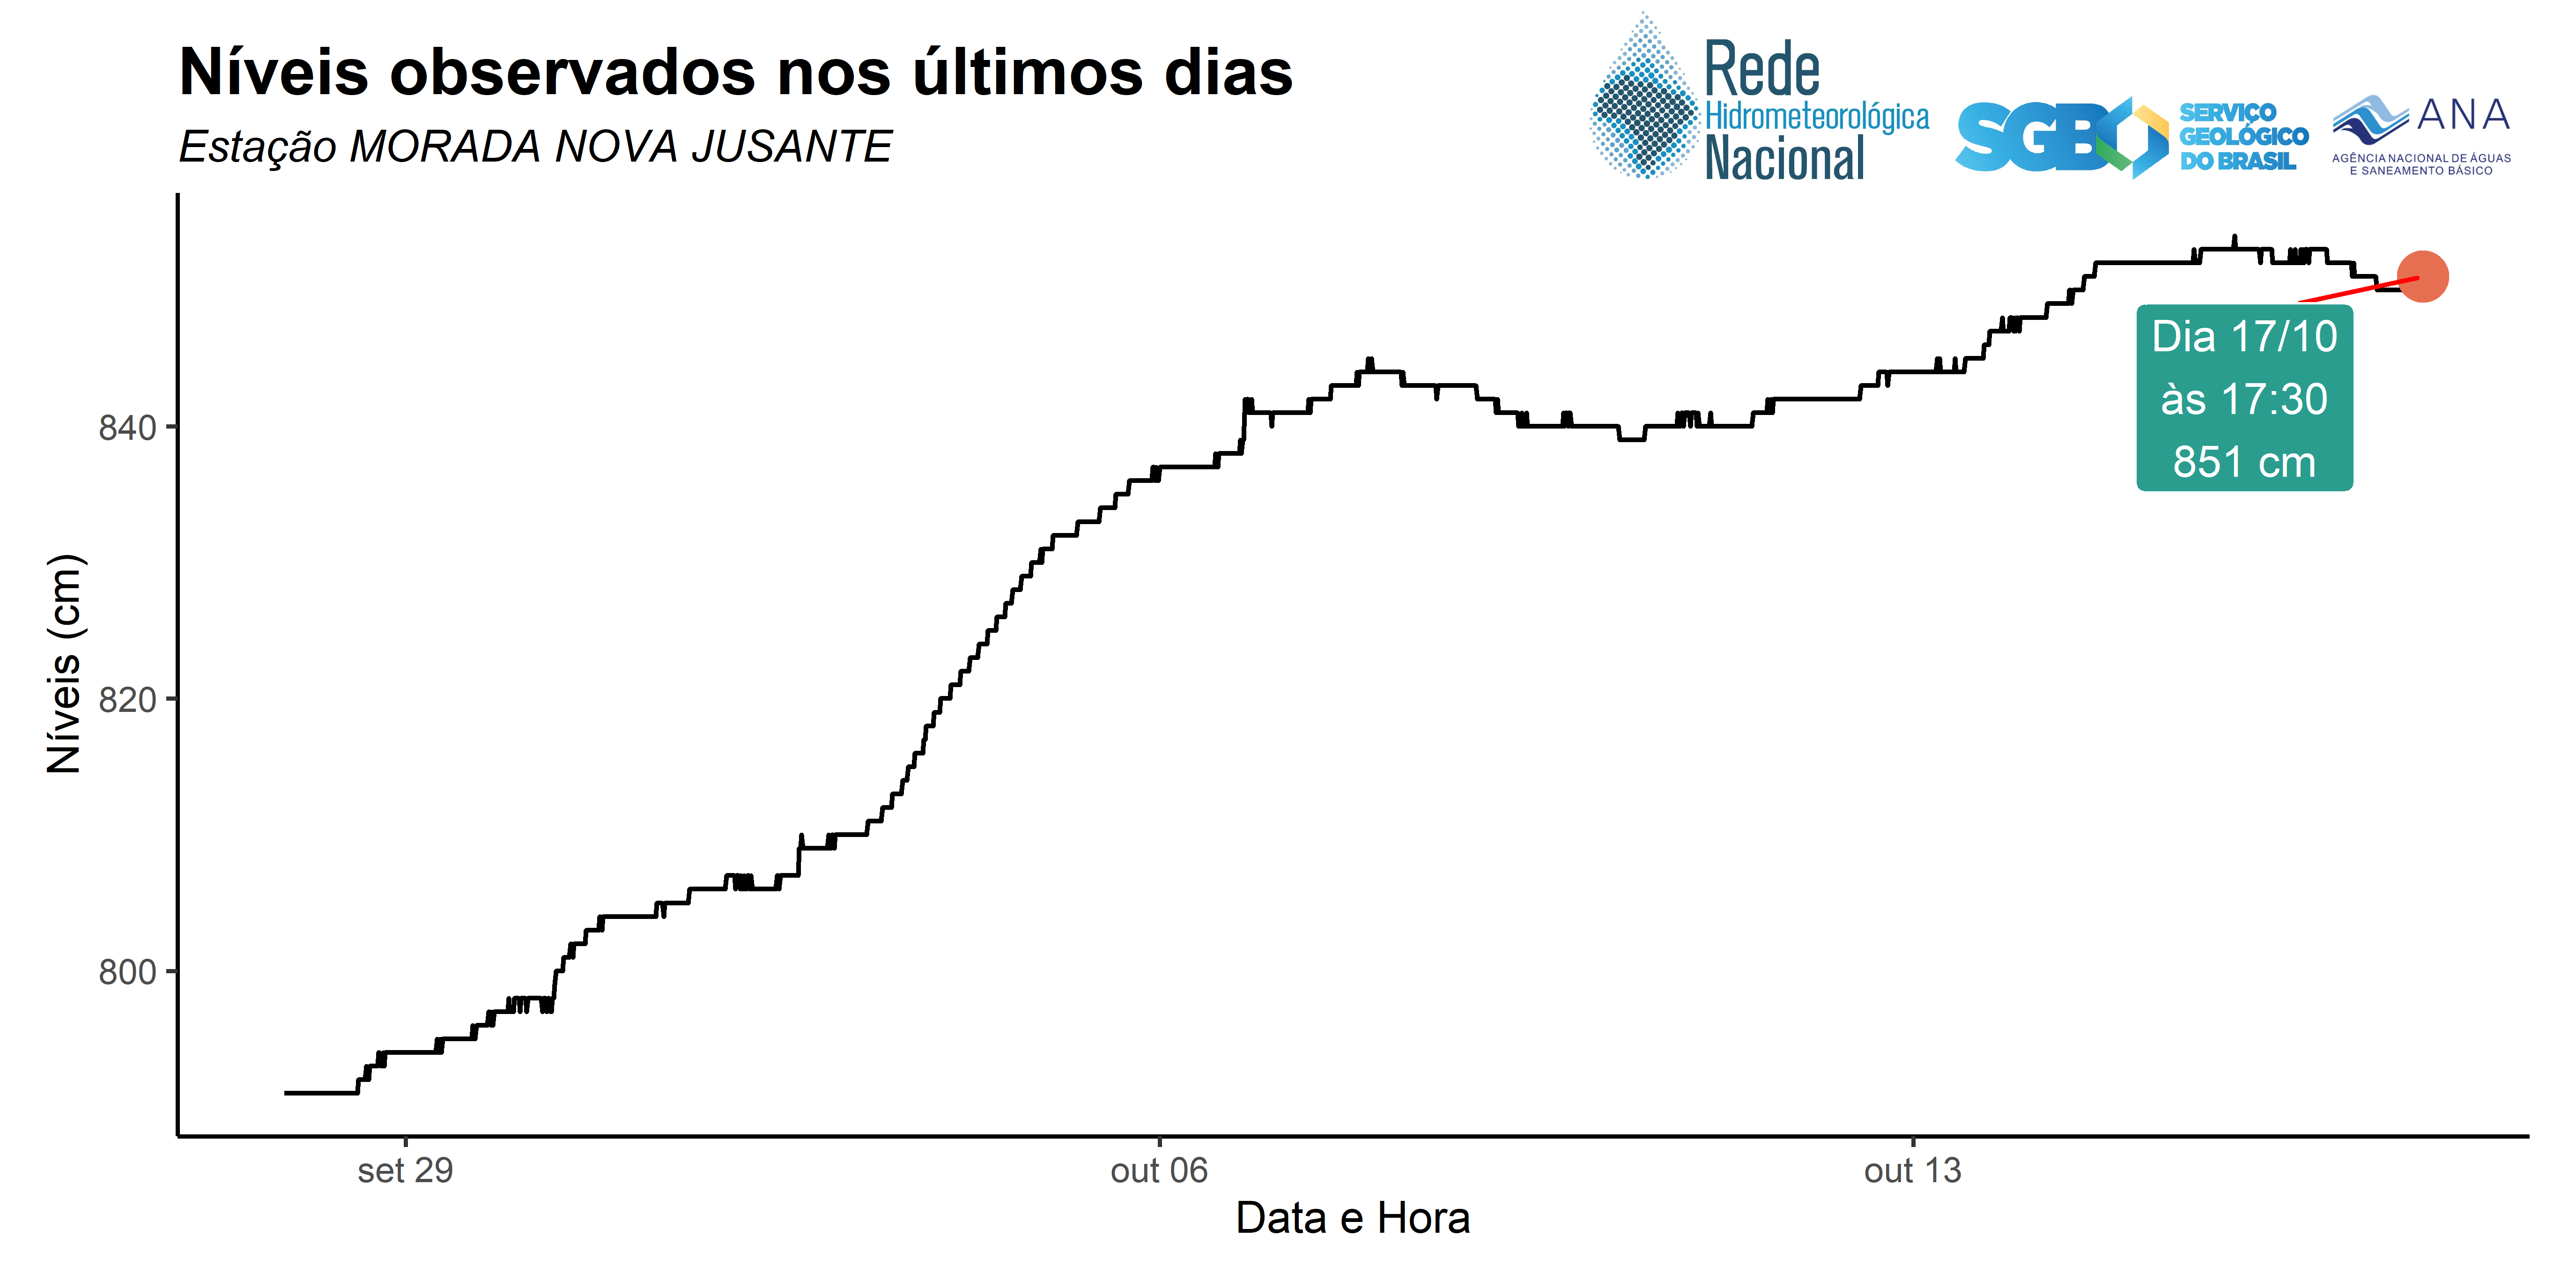 Níveis observados nos últimos dias
Estação MORADA NOVA JUSANTE
Rede
Hidrometeorológica
Nacional
SGB
SERVIÇO
GEOLÓGICO
DO BRASIL
ANA
AGÊNCIA NACIONAL DE ÁGUAS
E SANEAMENTO BÁSICO
Níveis (cm)
840
820
800
Dia 17/10
às 17:30
851 cm
set 29
out 06
out 13
Data e Hora